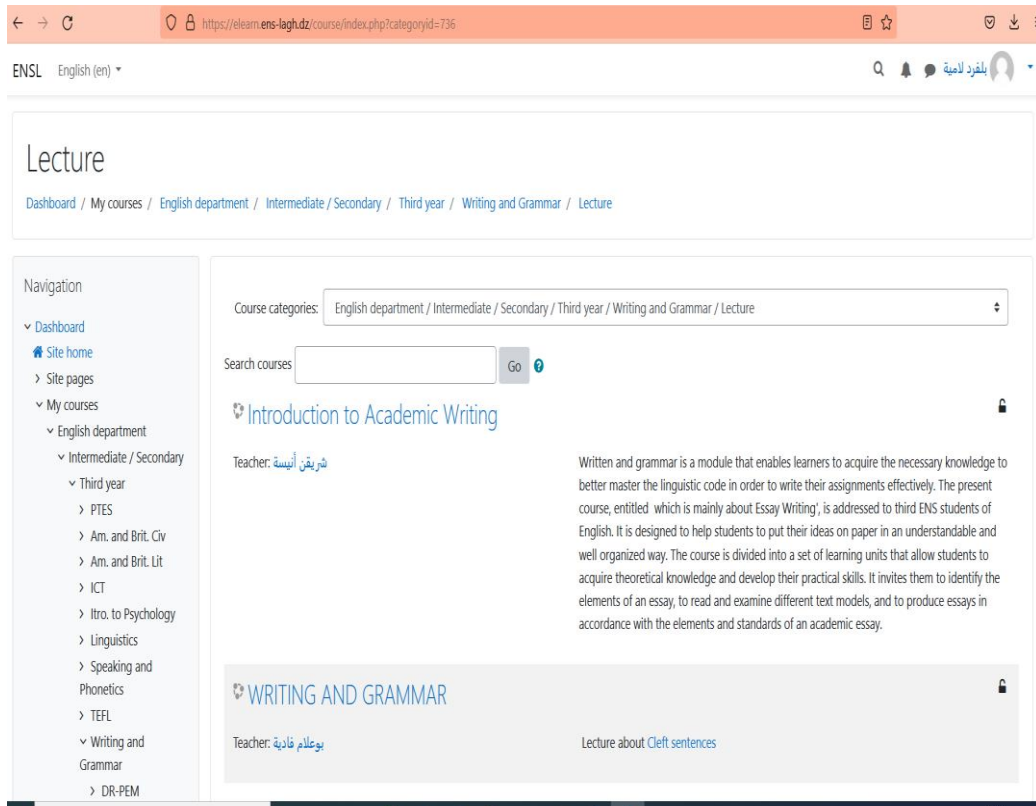 https://elearn.ens-lagh.dz/course/index.php?categoryid=736
ENSL English (en)
بلفرد لامية
Lecture
Dashboard / My courses / English department / Intermediate / Secondary / Third year / Writing and Grammar / Lecture
Navigation
Dashboard
Site home
Site pages
My courses
English department
Intermediate / Secondary
Third year
PTES
Am. and Brit. Civ
Am. and Brit. Lit
ICT
Itro. to Psychology
Linguistics
Speaking and
Phonetics
TEFL
Writing and
Grammar
DR-PEM
Course categories: English department / Intermediate / Secondary / Third year / Writing and Grammar / Lecture
Search courses Go
Introduction to Academic Writing
Teacher: شريقن أنيسة
Written and grammar is a module that enables learners to acquire the necessary knowledge to
better master the linguistic code in order to write their assignments effectively. The present
course, entitled which is mainly about Essay Writing', is addressed to third ENS students of
English. It is designed to help students to put their ideas on paper in an understandable and
well organized way. The course is divided into a set of learning units that allow students to
acquire theoretical knowledge and develop their practical skills. It invites them to identify the
elements of an essay, to read and examine different text models, and to produce essays in
accordance with the elements and standards of an academic essay.
WRITING AND GRAMMAR
Teacher: بوعلام فادية
Lecture about Cleft sentences